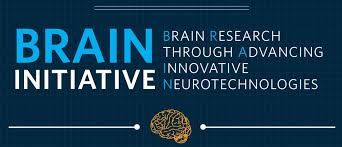 BRAIN
INITIATIVE
BRAIN RESEARCH
THROUGH ADVANCING
INNOVATIVE
NEUROTECHNOLOGIES